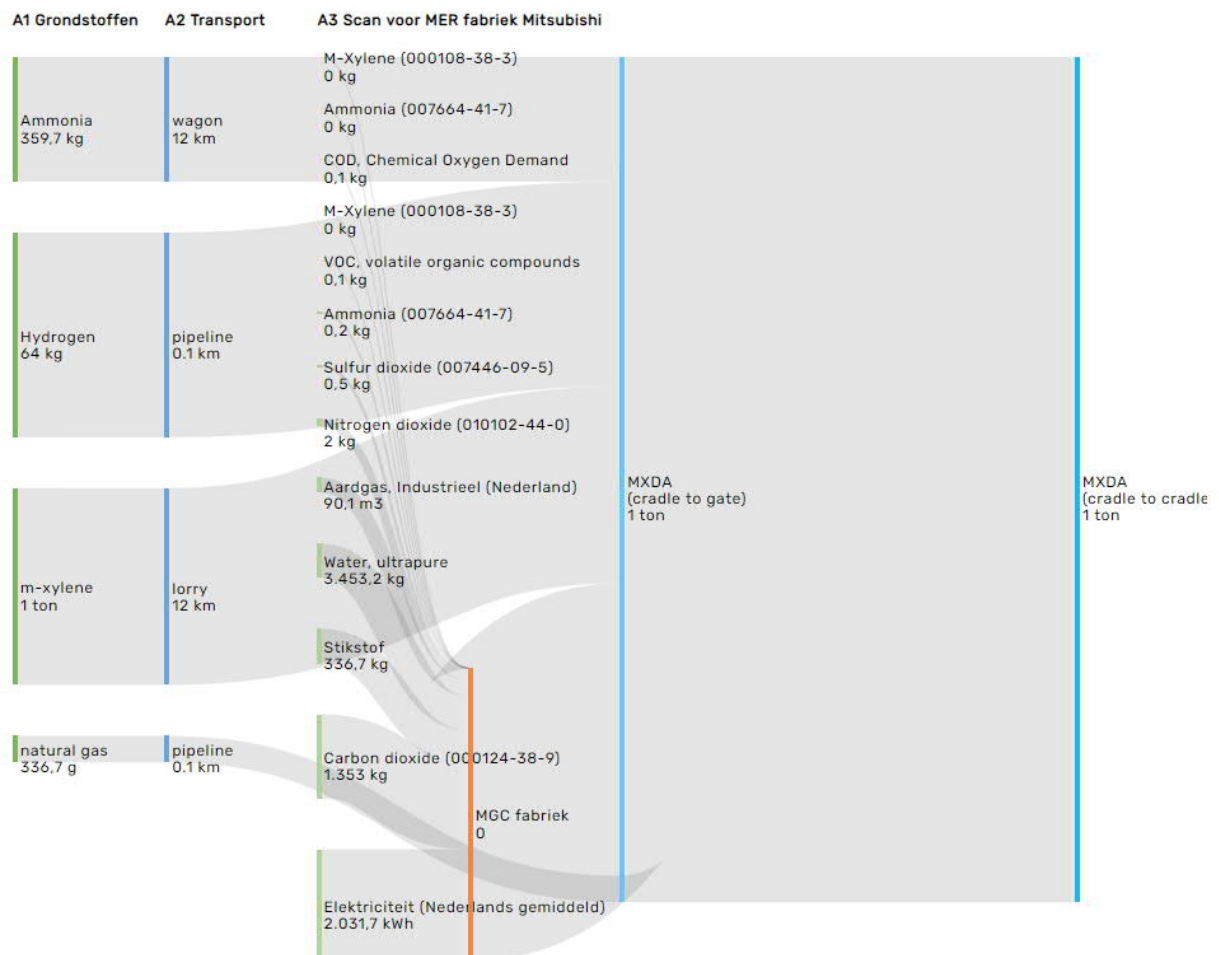 A1 Grondstoffen
A2 Transport
A3 Scan voor MER fabriek Mitsubishi
Ammonia
359,7 kg
wagon
12 km
Hydrogen
64 kg
pipeline
0.1 km
m-xylene
1 ton
lorry
12 km
natural gas
336,7 g
pipeline
0.1 km
M-Xylene (000108-38-3)
0 kg
Ammonia (007664-41-7)
0 kg
COD, Chemical Oxygen Demand
0,1 kg
M-Xylene (000108-38-3)
0 kg
VOC, volatile organic compounds
0,1 kg
Ammonia (007664-41-7)
0,2 kg
Sulfur dioxide (007446-09-5)
0,5 kg
Nitrogen dioxide (010102-44-0)
2 kg
Aardgas, Industrieel (Nederland)
90,1 m3
Water, ultrapure
3.453,2 kg
Stikstof
336,7 kg
Carbon dioxide (000124-38-9)
1.353 kg
Elektriciteit (Nederlands gemiddeld)
2.031,7 kWh
MGC fabriek
0
MXDA
(cradle to gate)
1 ton
MXDA
(cradle to cradle
1 ton